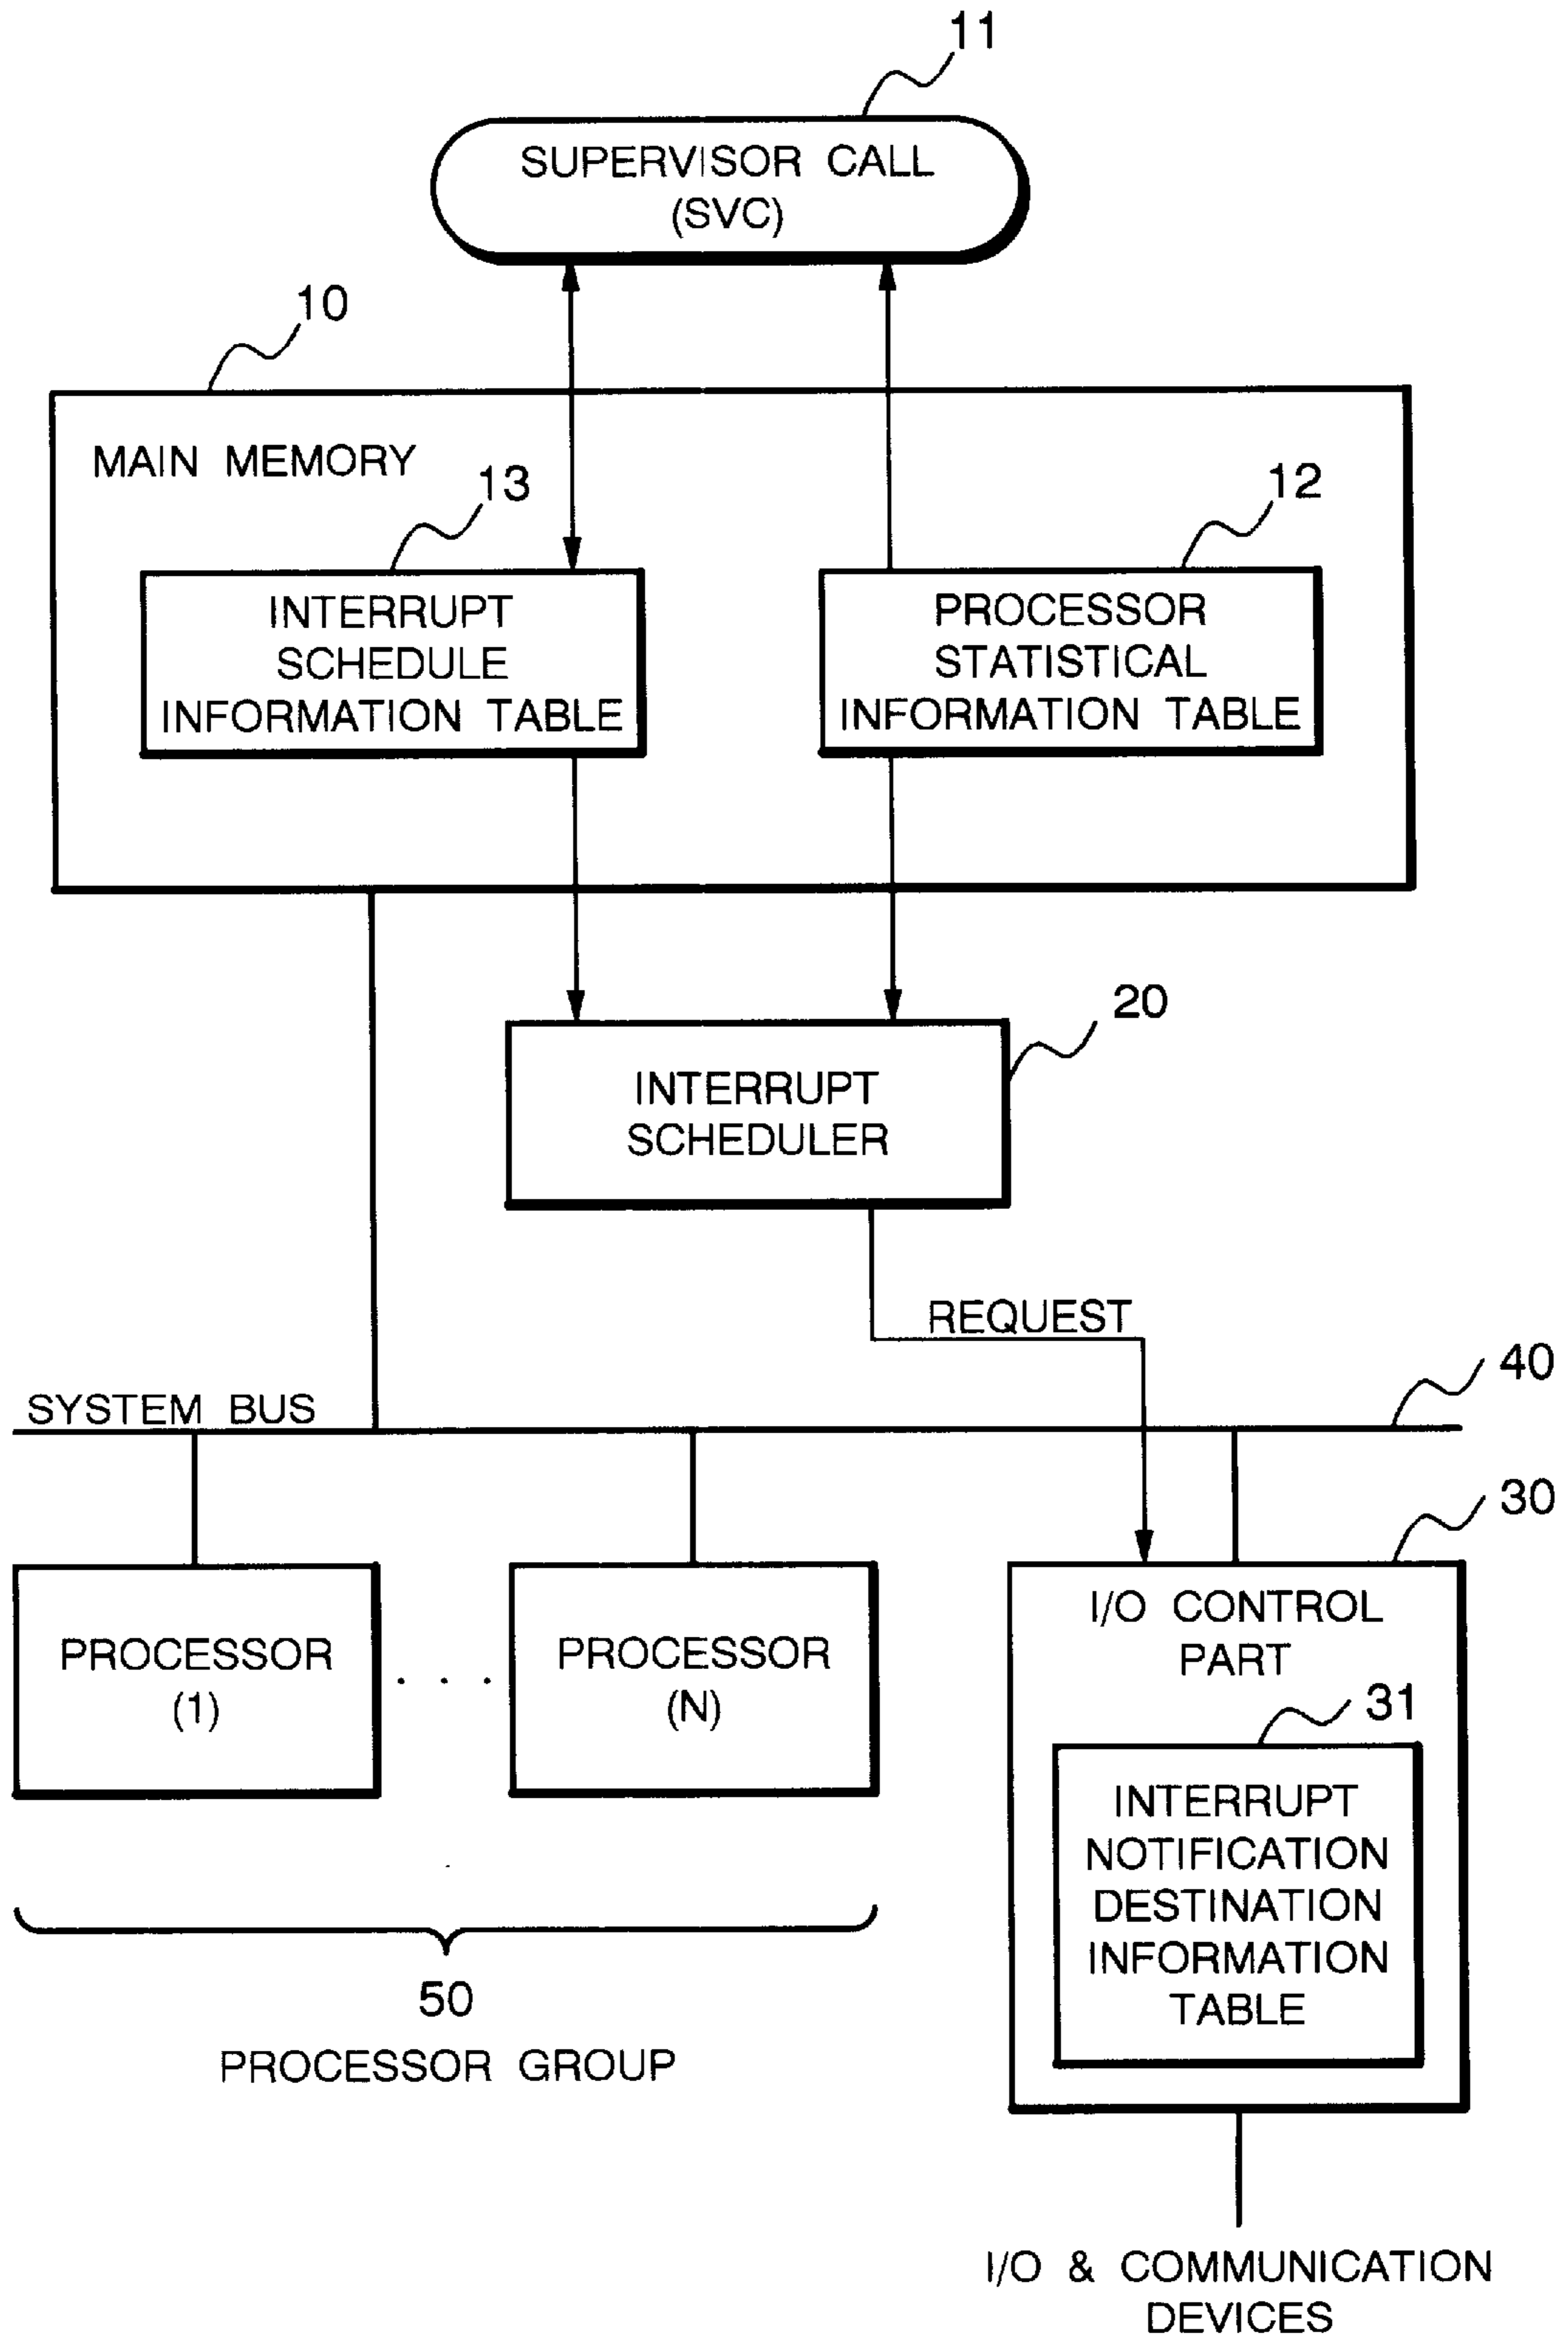 11
SUPERVISOR CALL
(SVC)
10
MAIN MEMORY
13
12
INTERRUPT
SCHEDULE
INFORMATION TABLE
PROCESSOR
STATISTICAL
INFORMATION TABLE
20
INTERRUPT
SCHEDULER
REQUEST
40
SYSTEM BUS
30
PROCESSOR
(1)
. . .
PROCESSOR
(N)
I/O CONTROL
PART
31
INTERRUPT
NOTIFICATION
DESTINATION
INFORMATION
TABLE
50
PROCESSOR GROUP
I/O & COMMUNICATION
DEVICES